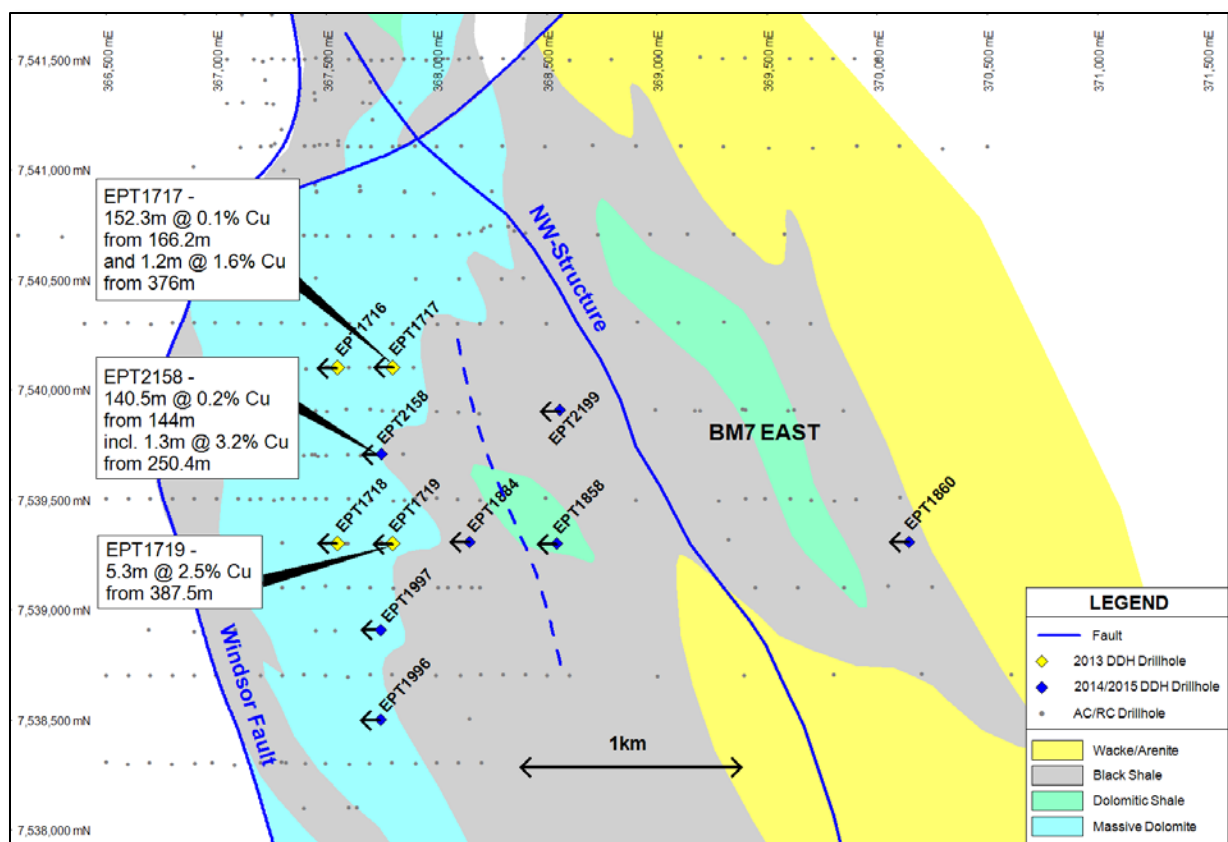 366,500 mE
367,000 mE
367,500 mE
368,000 mE
368,500 mE
369,000 mE
369,500 mE
370,000 mE
370,500 mE
371,000 mE
371,500 mE
7,541,500 mN
7,541,000 mN
7,540,500 mN
7,540,000 mN
7,539,500 mN
7,539,000 mN
7,538,500 mN
7,538,000 mN
EPT1717 -
152.3m @ 0.1% Cu
from 166.2m
and 1.2m @ 1.6% Cu
from 376m
EPT2158 -
140.5m @ 0.2% Cu
from 144m
incl. 1.3m @ 3.2% Cu
from 250.4m
EPT1719 -
5.3m @ 2.5% Cu
from 387.5m
NW-Structure
EPT1716
EPT1717
EPT2158
EPT2199
BM7 EAST
EPT1718
EPT1719
EPT1884
EPT1858
EPT1860
EPT1997
EPT1996
Windsor Fault
1km
LEGEND
Fault
2013 DDH Drillhole
2014/2015 DDH Drillhole
AC/RC Drillhole
Wacke/Arenite
Black Shale
Dolomitic Shale
Massive Dolomite